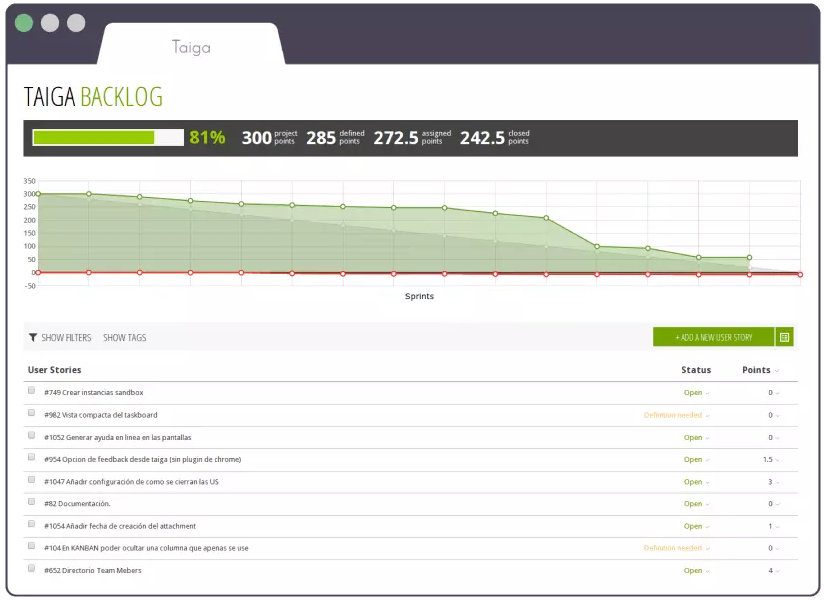 Taiga
TAIGA BACKLOG
81% 300 project points 285 defined points 272.5 assigned points 242.5 closed points
350
300
250
200
150
100
50
0
-50
Sprints
SHOW FILTERS SHOW TAGS + ADD A NEW USER STORY
User Stories Status Points
#749 Crear instancias sandbox Open 0
#982 Vista compacta del taskboard Definition needed 0
#1052 Generar ayuda en linea en las pantallas Open 0
#954 Opcion de feedback desde taiga (sin plugin de chrome) Open 1.5
#1047 Añadir configuración de como se cierran las US Open 3
#82 Documentación. Open 0
#1054 Añadir fecha de creación del attachment Open 1
#104 En KANBAN poder ocultar una columna que apenas se use Definition needed 0
#652 Directorio Team Mebers Open 4